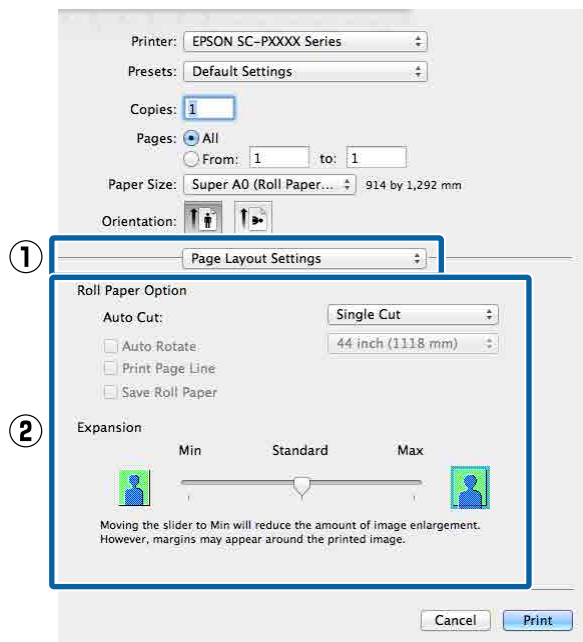 Printer: EPSON SC-PXXXX Series
Presets: Default Settings
Copies: 1
Pages: All
From: 1 to: 1
Paper Size: Super A0 (Roll Paper... 914 by 1,292 mm
Orientation:
① Page Layout Settings
Roll Paper Option
Auto Cut: Single Cut
Auto Rotate 44 inch (1118 mm)
Print Page Line
Save Roll Paper
②
Expansion
Min Standard Max
Moving the slider to Min will reduce the amount of image enlargement.
However, margins may appear around the printed image.
Cancel Print